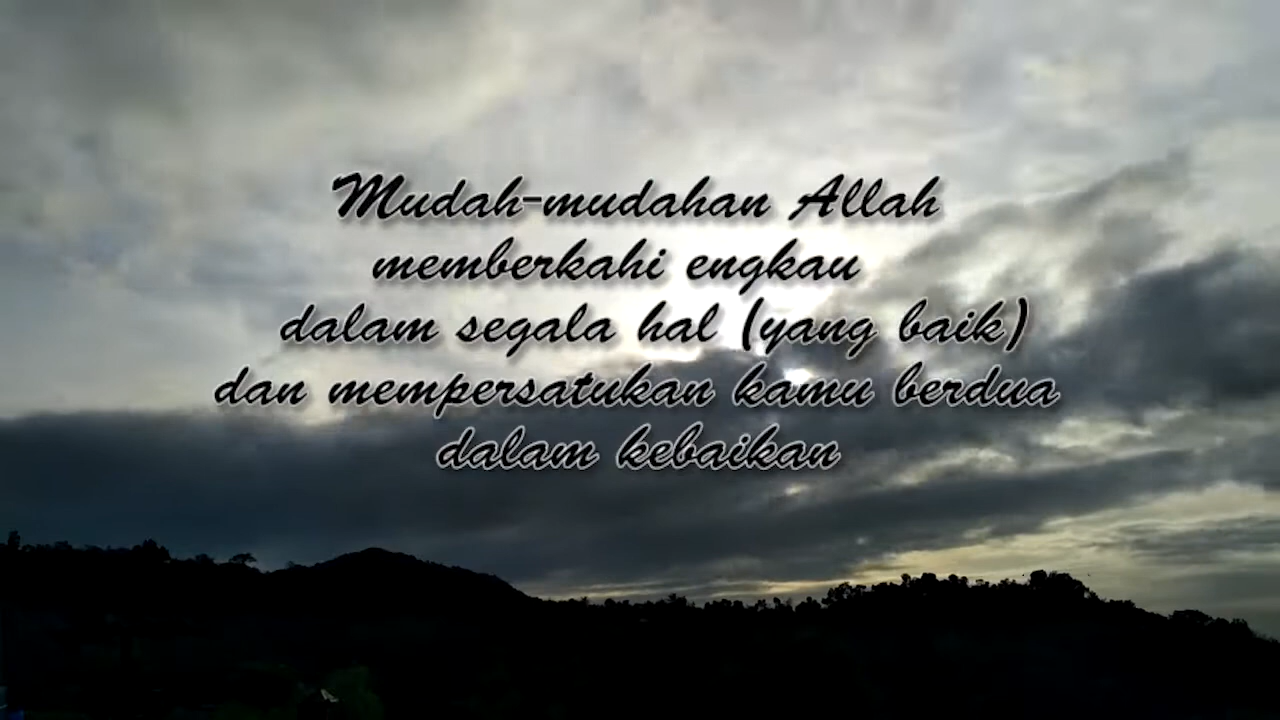 Mudah-mudahan Allah
memberkahi engkau
dalam segala hal (yang baik)
dan mempersatukan kamu berdua
dalam kebaikan